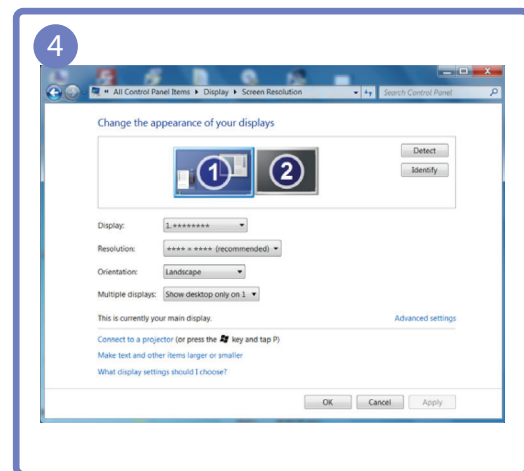 4
« All Control Panel Items ▸ Display ▸ Screen Resolution
Search Control Panel
Change the appearance of your displays
1
2
Detect
Identify
Display: 1.********
Resolution: **** × **** (recommended)
Orientation: Landscape
Multiple displays: Show desktop only on 1
This is currently your main display. Advanced settings
Connect to a projector (or press the key and tap P)
Make text and other items larger or smaller
What display settings should I choose?
OK Cancel Apply